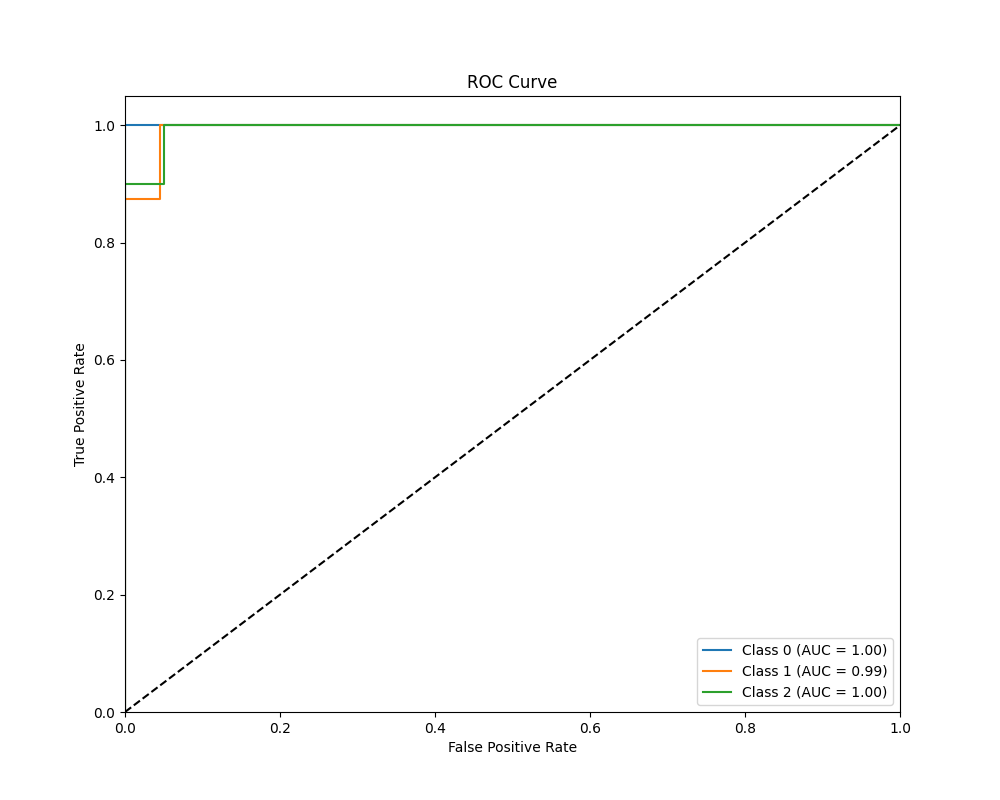 ROC Curve
1.0
0.8
0.6
0.4
0.2
0.0
True Positive Rate
0.0 0.2 0.4 0.6 0.8 1.0
False Positive Rate
Class 0 (AUC = 1.00)
Class 1 (AUC = 0.99)
Class 2 (AUC = 1.00)